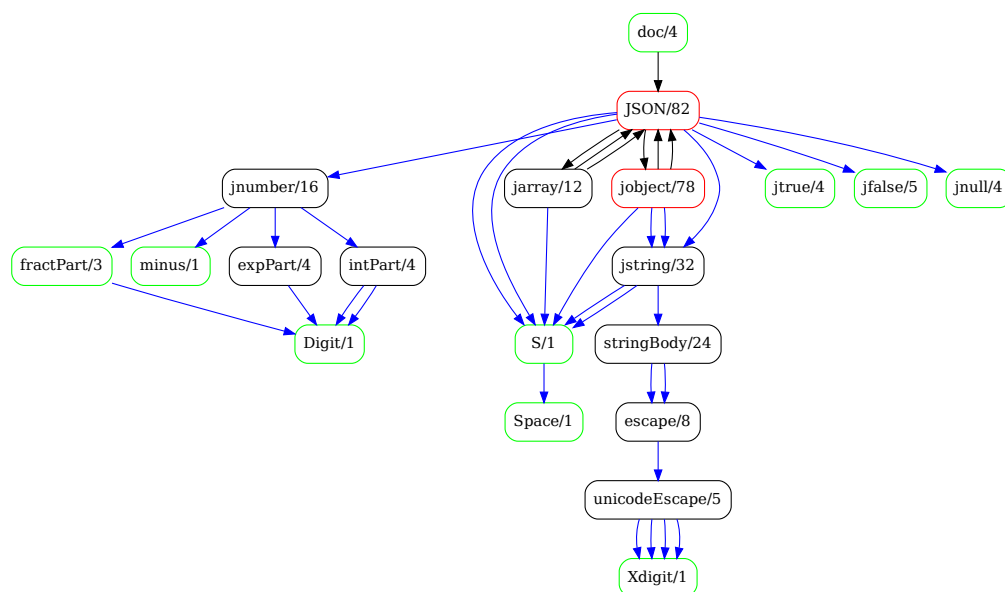 doc/4
JSON/82
jnumber/16
jarray/12
jobject/78
jtrue/4
jfalse/5
jnull/4
fractPart/3
minus/1
expPart/4
intPart/4
jstring/32
Digit/1
S/1
stringBody/24
Space/1
escape/8
unicodeEscape/5
Xdigit/1